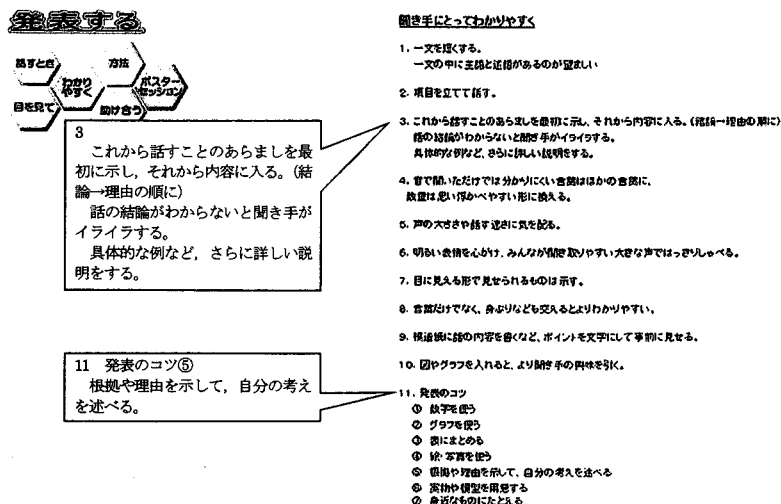 発表する
話すとき
わかり
やすく
方法
ポスター
セッション
目を見て
助け合う
3
これから話すことのあらましを最
初に示し，それから内容に入る。(結
論→理由の順に)
話の結論がわからないと聞き手が
イライラする。
具体的な例など，さらに詳しい説
明をする。
11　発表のコツ⑤
根拠や理由を示して，自分の考え
を述べる。
聞き手にとってわかりやすく
1. 一文を短くする。
一文の中に主語と述語があるのが望ましい
2. 項目を立てて話す。
3. これから話すことのあらましを最初に示し、それから内容に入る。(結論→理由の順に)
話の結論がわからないと聞き手がイライラする。
具体的な例など、さらに詳しい説明をする。
4. 音で聞いただけでは分かりにくい言葉はほかの言葉に、
数量は思い浮かべやすい形に換える。
5. 声の大きさや話す速さに気を配る。
6. 明るい表情を心がけ、みんなが聞き取りやすい大きな声ではっきりしゃべる。
7. 目に見える形で見せられるものは示す。
8. 言葉だけでなく、身ぶりなども交えるとよりわかりやすい。
9. 模造紙に話の内容を書くなど、ポイントを文字にして事前に見せる。
10. 図やグラフを入れると、より聞き手の興味を引く。
11. 発表のコツ
① 数字を使う
② グラフを使う
③ 表にまとめる
④ 絵・写真を使う
⑤ 根拠や理由を示して、自分の考えを述べる
⑥ 実物や模型を用意する
⑦ 身近なものにたとえる